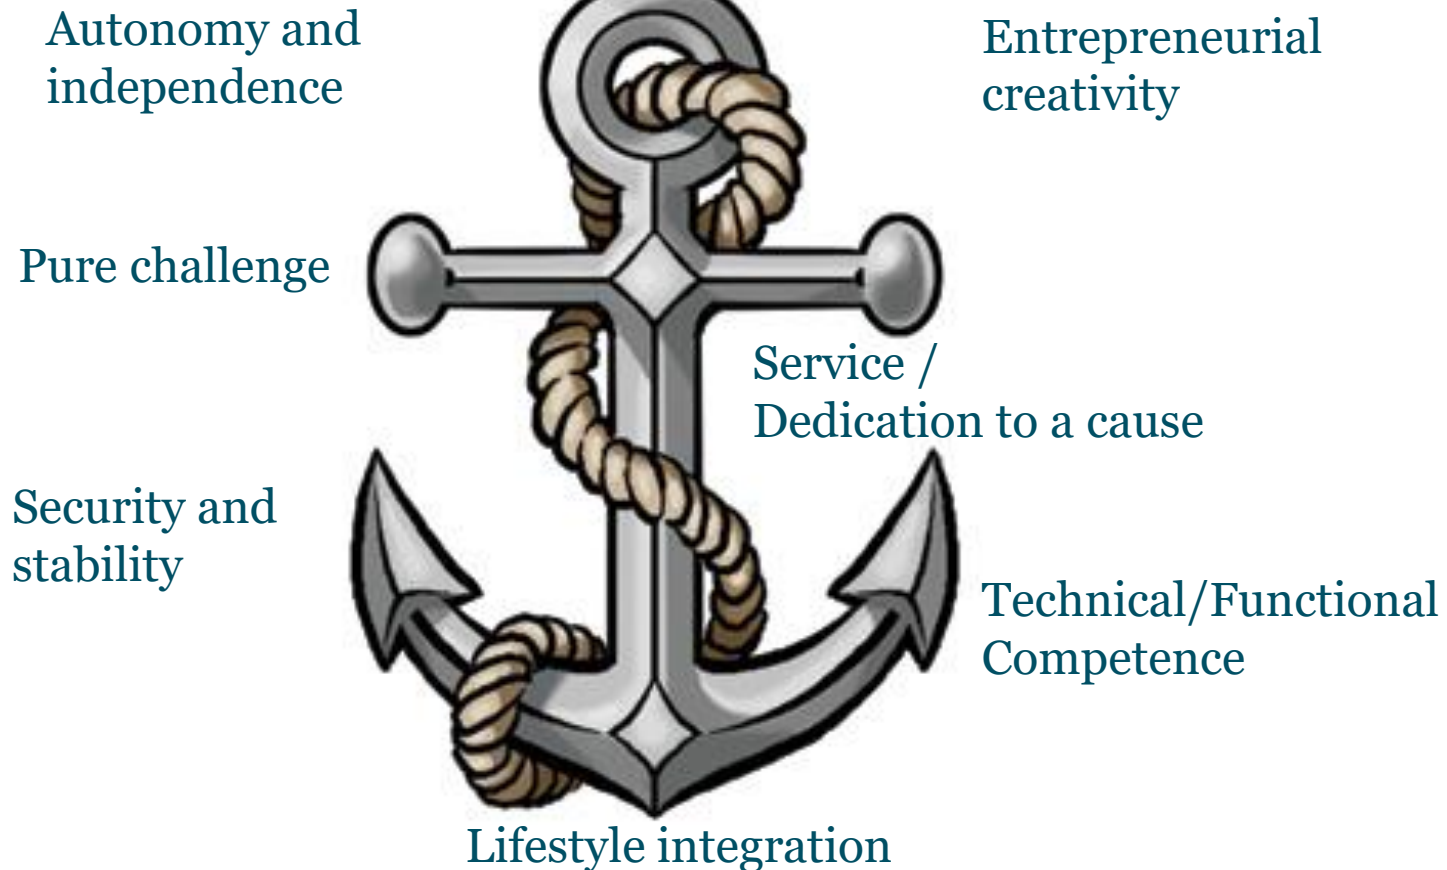 Autonomy and
independence
Entrepreneurial
creativity
Pure challenge
Service /
Dedication to a cause
Security and
stability
Technical/Functional
Competence
Lifestyle integration